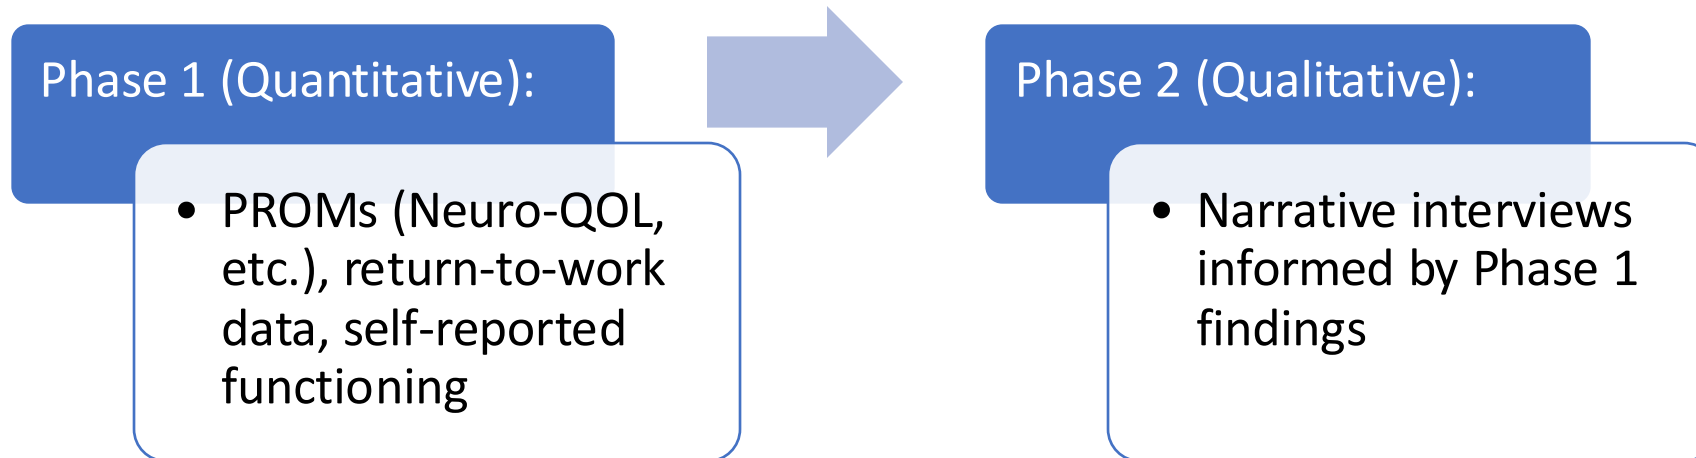 Phase 1 (Quantitative):
• PROMs (Neuro-QOL,
etc.), return-to-work
data, self-reported
functioning
Phase 2 (Qualitative):
• Narrative interviews
informed by Phase 1
findings